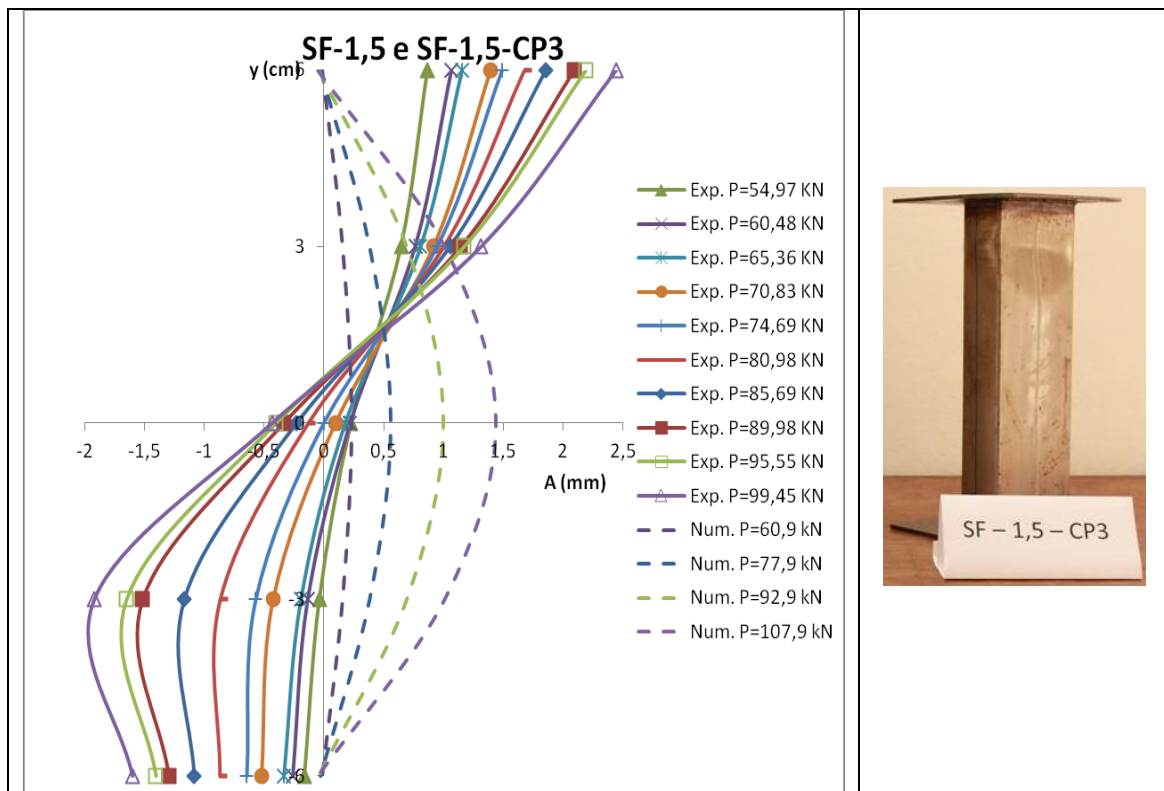 SF-1,5 e SF-1,5-CP3
y (cm)
6
3
0
-3
-6
-2
-1,5
-1
-0,5
0
0,5
1
1,5
2
2,5
A (mm)
Exp. P=54,97 KN
Exp. P=60,48 KN
Exp. P=65,36 KN
Exp. P=70,83 KN
Exp. P=74,69 KN
Exp. P=80,98 KN
Exp. P=85,69 KN
Exp. P=89,98 KN
Exp. P=95,55 KN
Exp. P=99,45 KN
Num. P=60,9 kN
Num. P=77,9 kN
Num. P=92,9 kN
Num. P=107,9 kN
SF – 1,5 – CP3